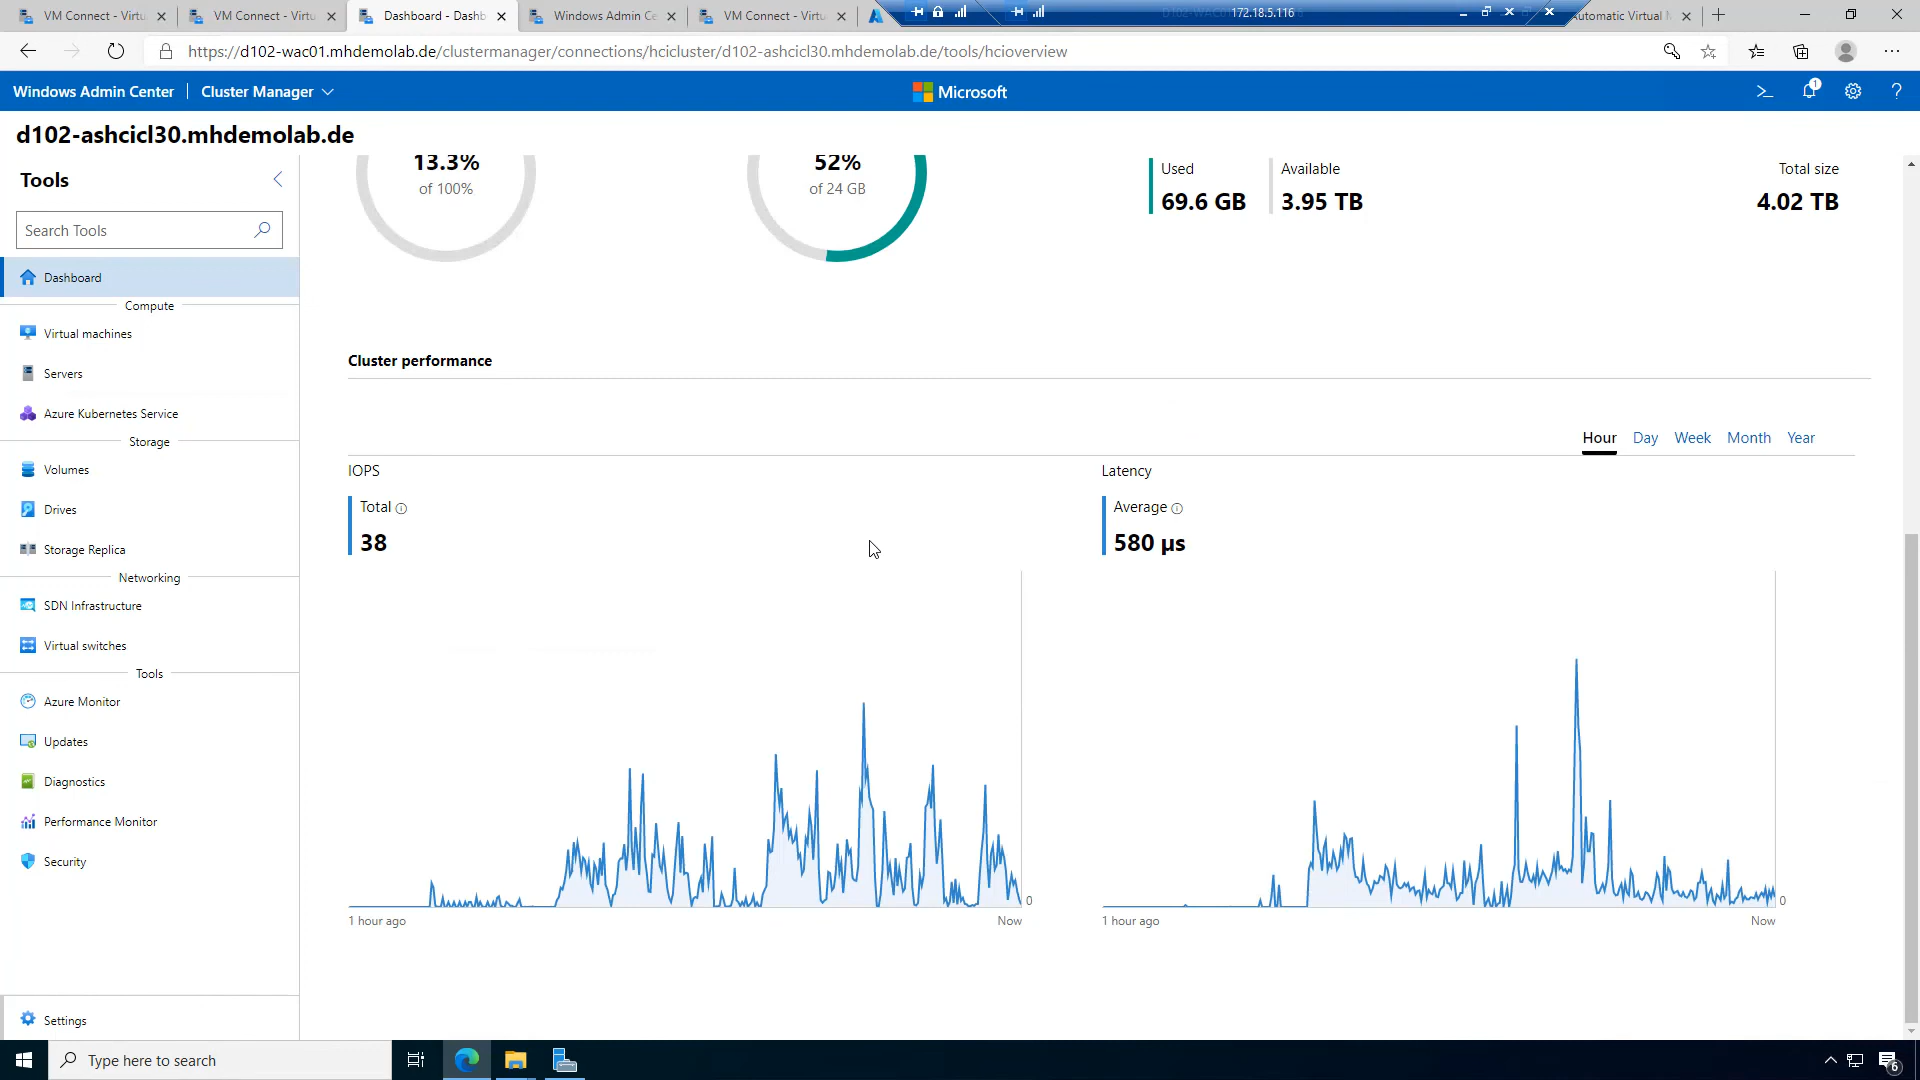 VM Connect - Virtu
VM Connect - Virtu
Dashboard - Dashb
Windows Admin Ce
VM Connect - Virtu
172.18.5.116
Automatic Virtual M
https://d102-wac01.mhdemolab.de/clustermanager/connections/hcicluster/d102-ashcicl30.mhdemolab.de/tools/hcioverview
Windows Admin Center
Cluster Manager
Microsoft
1
?
d102-ashcicl30.mhdemolab.de
Tools
Search Tools
Dashboard
Compute
Virtual machines
Servers
Azure Kubernetes Service
Storage
Volumes
Drives
Storage Replica
Networking
SDN Infrastructure
Virtual switches
Tools
Azure Monitor
Updates
Diagnostics
Performance Monitor
Security
Settings
13.3%
of 100%
52%
of 24 GB
Used
69.6 GB
Available
3.95 TB
Total size
4.02 TB
Cluster performance
Hour Day Week Month Year
IOPS
Total
38
0
1 hour ago
Now
Latency
Average
580 µs
0
1 hour ago
Now
Type here to search
6